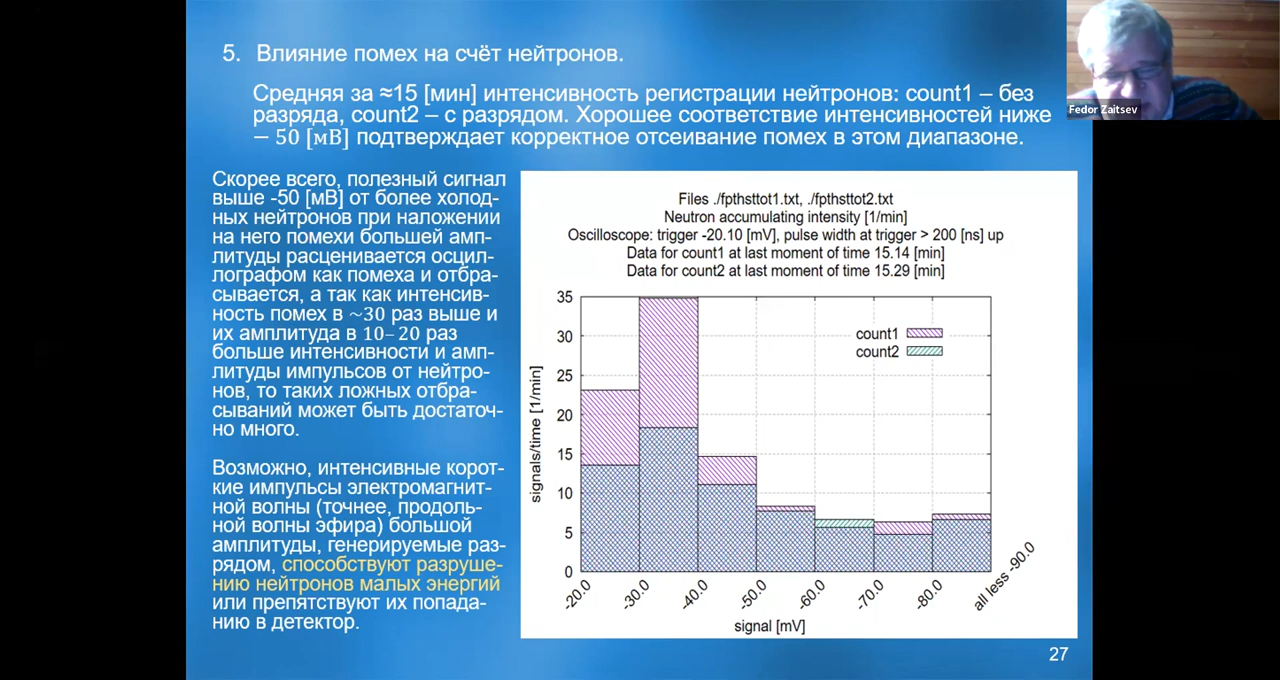 5. Влияние помех на счёт нейтронов.
Средняя за ≈15 [мин] интенсивность регистрации нейтронов: count1 – без
разряда, count2 – с разрядом. Хорошее соответствие интенсивностей ниже
− 50 [мВ] подтверждает корректное отсеивание помех в этом диапазоне.
Fedor Zaitsev
Скорее всего, полезный сигнал
выше -50 [мВ] от более холод-
ных нейтронов при наложении
на него помехи большей амп-
литуды расценивается осцил-
лографом как помеха и отбра-
сывается, а так как интенсив-
ность помех в ~30 раз выше и
их амплитуда в 10– 20 раз
больше интенсивности и амп-
литуды импульсов от нейтро-
нов, то таких ложных отбра-
сываний может быть достаточ-
но много.
Возможно, интенсивные корот-
кие импульсы электромагнит-
ной волны (точнее, продоль-
ной волны эфира) большой
амплитуды, генерируемые раз-
рядом, способствуют разруше-
нию нейтронов малых энергий
или препятствуют их попада-
нию в детектор.
Files ./fpthsttot1.txt, ./fpthsttot2.txt
Neutron accumulating intensity [1/min]
Oscilloscope: trigger -20.10 [mV], pulse width at trigger > 200 [ns] up
Data for count1 at last moment of time 15.14 [min]
Data for count2 at last moment of time 15.29 [min]
35
30
25
20
15
10
5
0
signals/time [1/min]
count1
count2
-20.0
-30.0
-40.0
-50.0
-60.0
-70.0
-80.0
all less -90.0
signal [mV]
27